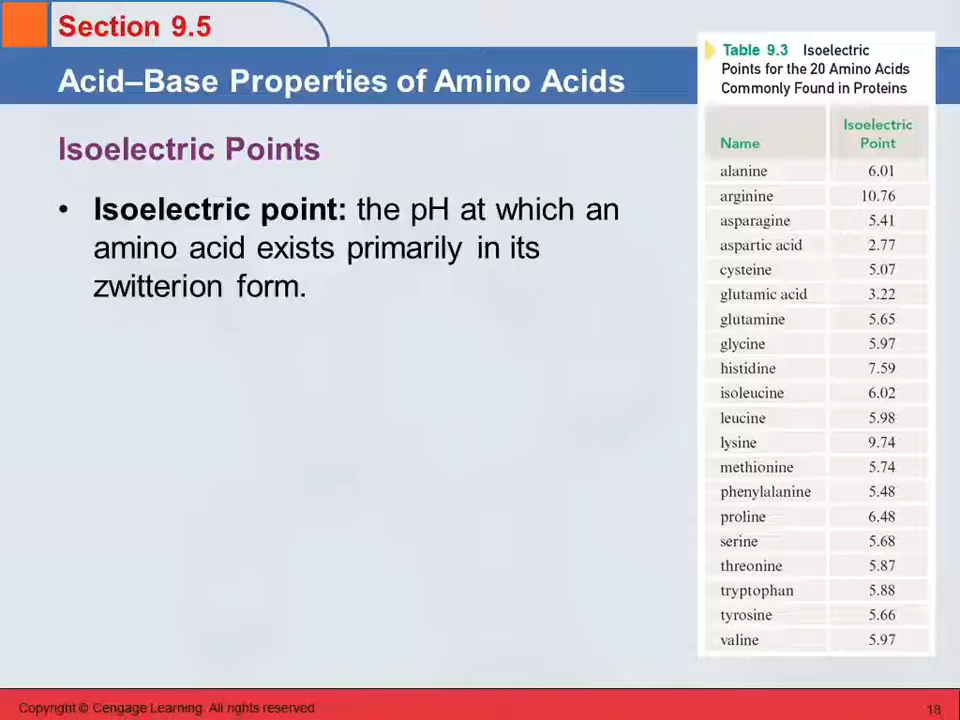 Section 9.5
Acid–Base Properties of Amino Acids
Isoelectric Points
• Isoelectric point: the pH at which an
amino acid exists primarily in its
zwitterion form.
Table 9.3 Isoelectric
Points for the 20 Amino Acids
Commonly Found in Proteins
Name Isoelectric
Point
alanine 6.01
arginine 10.76
asparagine 5.41
aspartic acid 2.77
cysteine 5.07
glutamic acid 3.22
glutamine 5.65
glycine 5.97
histidine 7.59
isoleucine 6.02
leucine 5.98
lysine 9.74
methionine 5.74
phenylalanine 5.48
proline 6.48
serine 5.68
threonine 5.87
tryptophan 5.88
tyrosine 5.66
valine 5.97
Copyright © Cengage Learning. All rights reserved
18